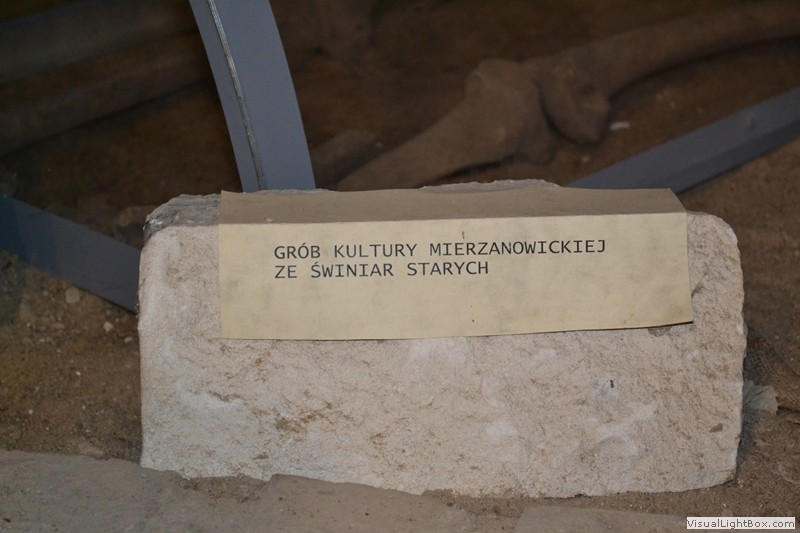 GRÓB KULTURY MIERZANOWICKIEJ
ZE ŚWINIAR STARYCH
VisualLightBox.com